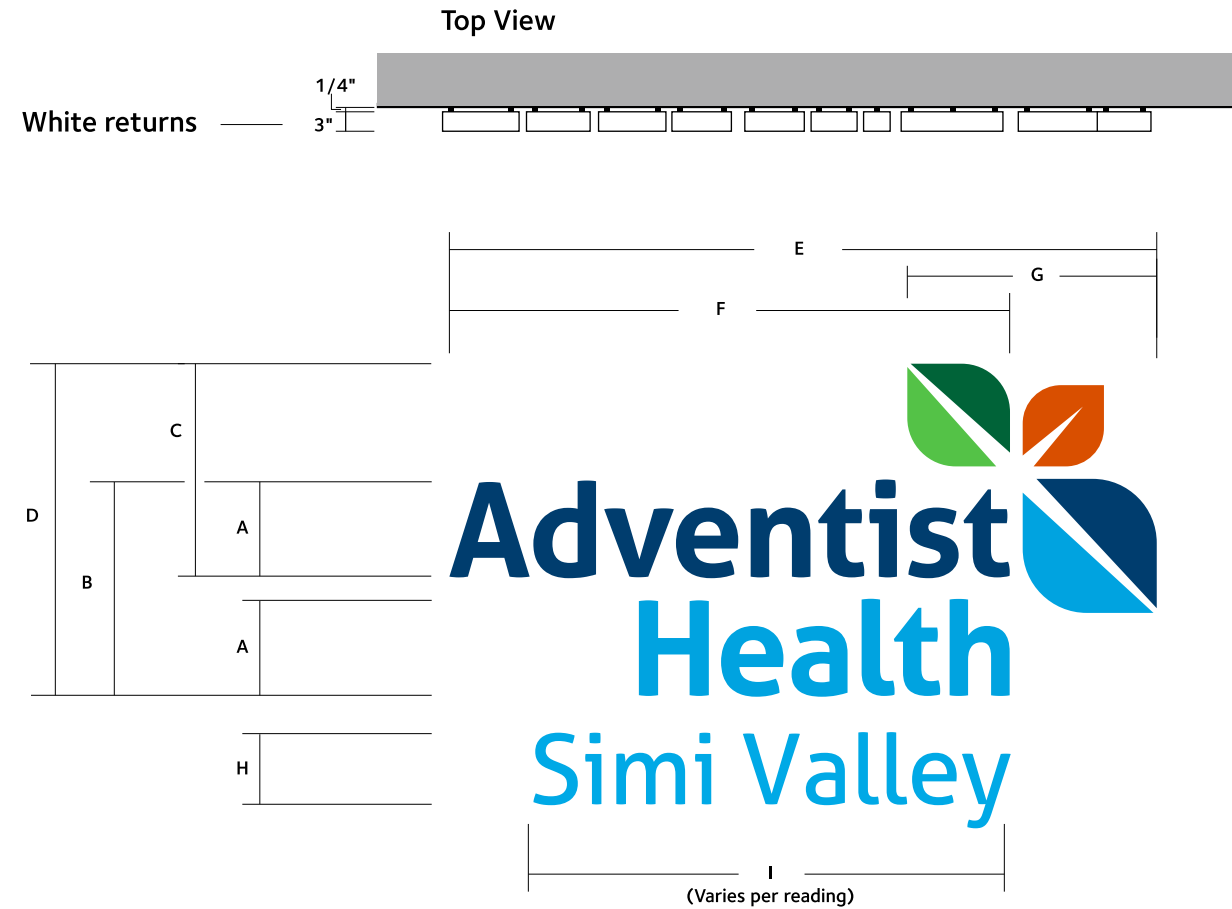 Top View
1/4"
White returns
3"
E
G
F
C
D
A
B
A
H
Adventist
Health
Simi Valley
I
(Varies per reading)